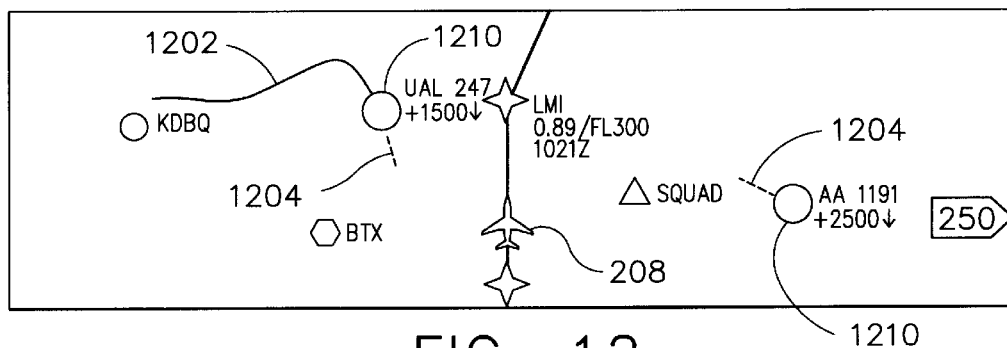 1202
1210
UAL 247
+1500↓
KDBQ
1204
LMI
0.89/FL300
1021Z
1204
SQUAD
AA 1191
+2500↓
250
BTX
208
1210